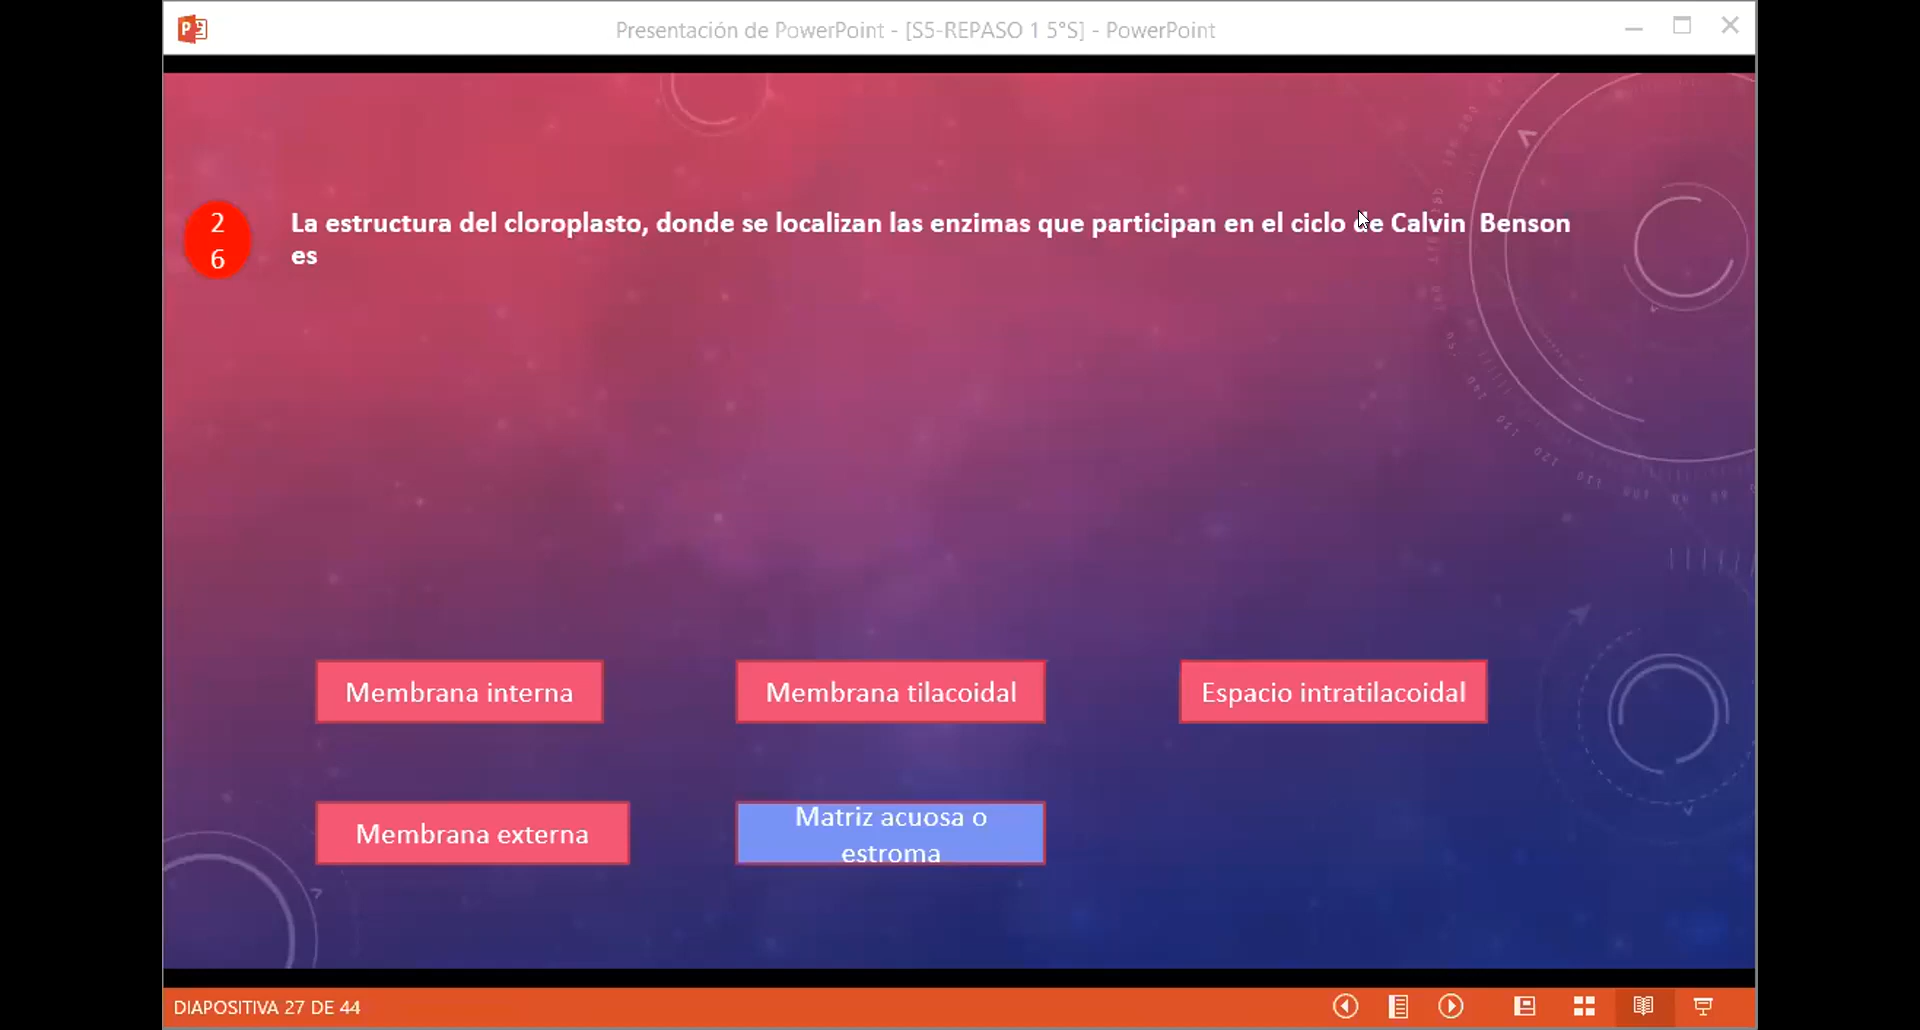 Presentación de PowerPoint - [S5-REPASO 1 5°S] - PowerPoint
2
6
La estructura del cloroplasto, donde se localizan las enzimas que participan en el ciclo de Calvin  Benson
es
Membrana interna
Membrana tilacoidal
Espacio intratilacoidal
Membrana externa
Matriz acuosa o
estroma
DIAPOSITIVA 27 DE 44